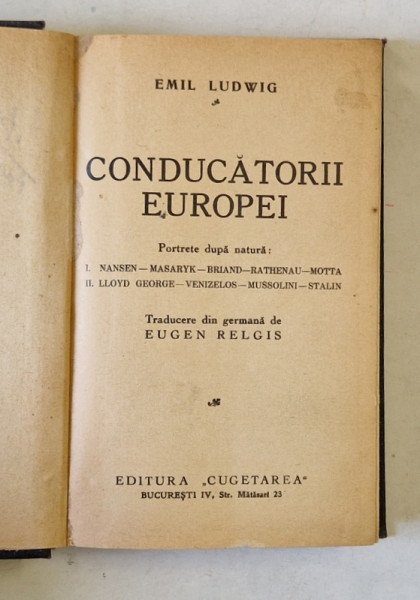 EMIL LUDWIG
CONDUCĂTORII
EUROPEI
Portrete după natură:
I. NANSEN — MASARYK — BRIAND — RATHENAU — MOTTA
II. LLOYD GEORGE — VENIZELOS — MUSSOLINI — STALIN
Traducere din germană de
EUGEN RELGIS
EDITURA „CUGETAREA"
BUCUREȘTI IV, Str. Mătăsari 23